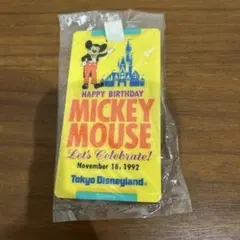 HAPPY BIRTHDAY
MICKEY
MOUSE
Let's Celebrate!
November 18, 1992
Tokyo Disneyland®